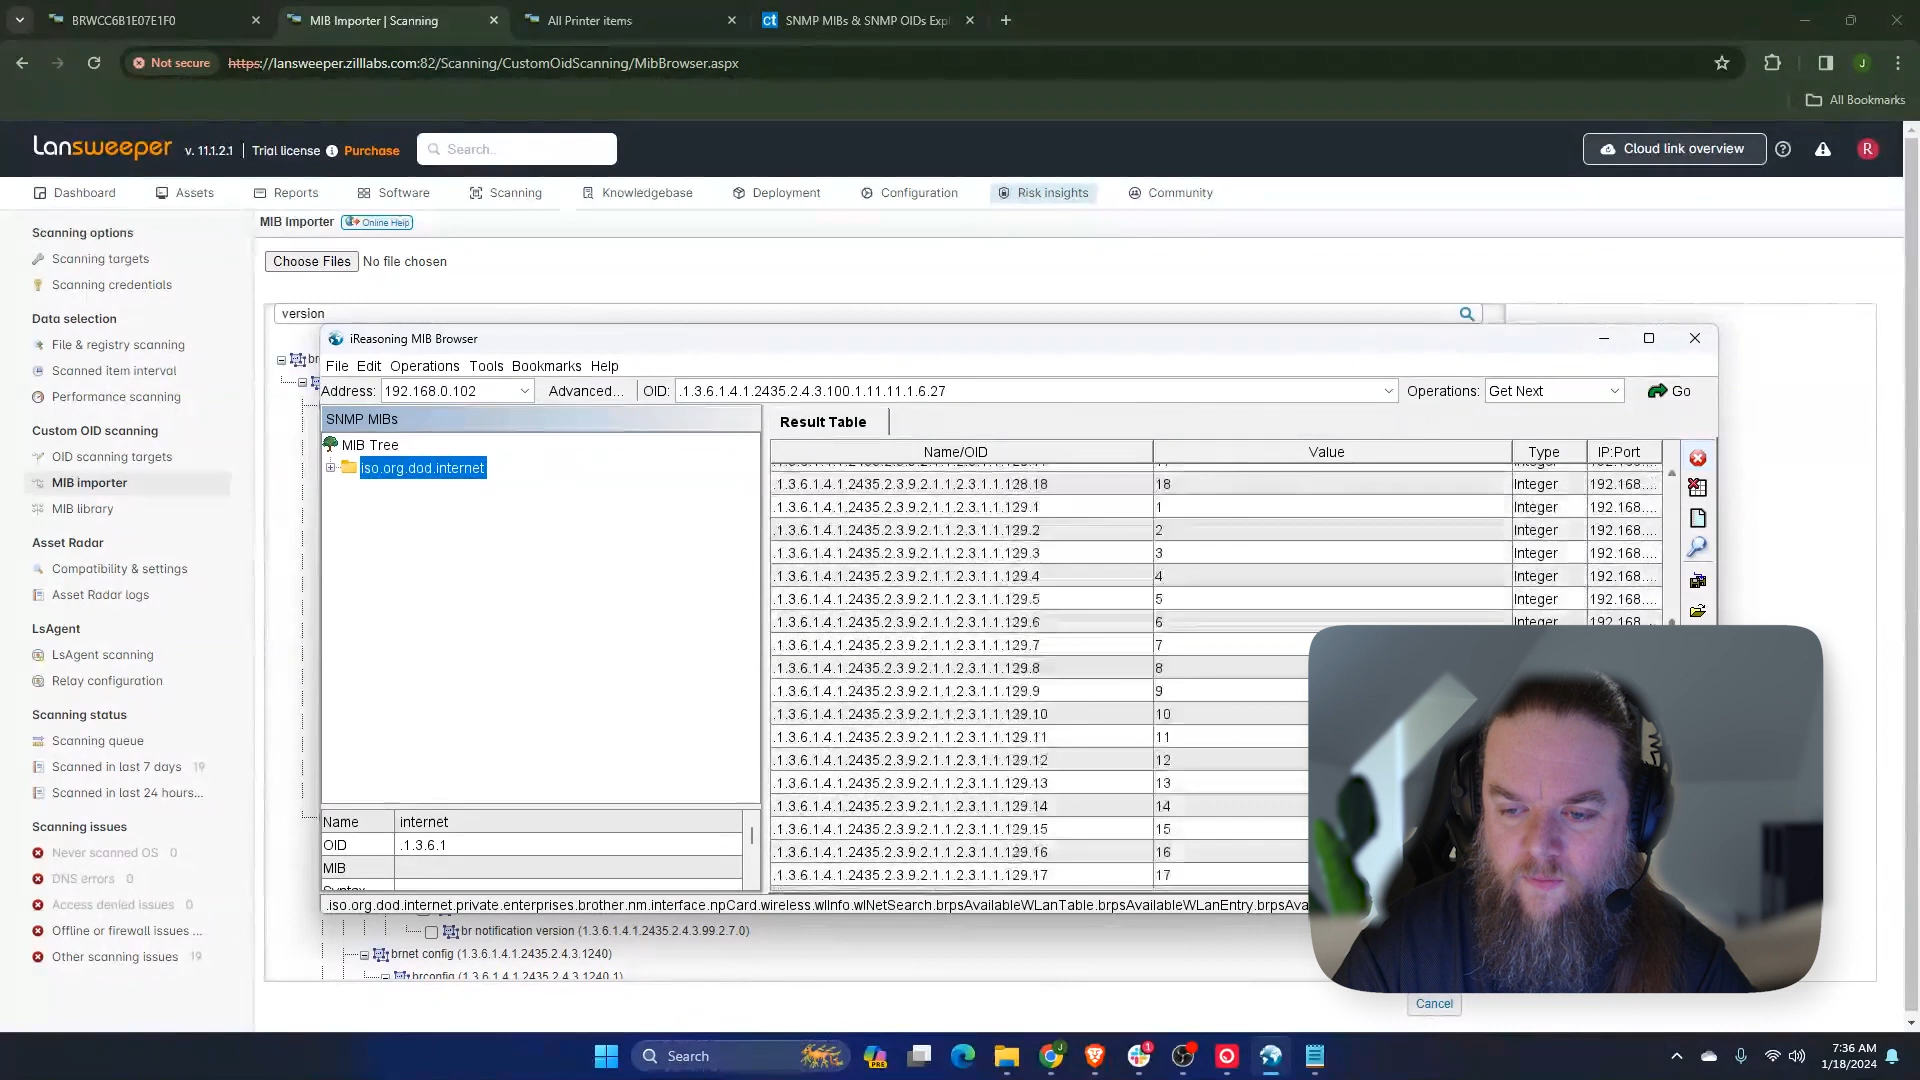 BRWCC6B1E07E1F0
MIB Importer | Scanning
All Printer items
ct SNMP MIBs & SNMP OIDs Expl
Not secure https://lansweeper.zilllabs.com:82/Scanning/CustomOidScanning/MibBrowser.aspx
J
All Bookmarks
Lansweeper v. 11.1.2.1 | Trial license Purchase Search..
Cloud link overview R
Dashboard Assets Reports Software Scanning Knowledgebase Deployment Configuration Risk insights Community
Scanning options
Scanning targets
Scanning credentials
Data selection
File & registry scanning
Scanned item interval
Performance scanning
Custom OID scanning
OID scanning targets
MIB importer
MIB library
Asset Radar
Compatibility & settings
Asset Radar logs
LsAgent
LsAgent scanning
Relay configuration
Scanning status
Scanning queue
Scanned in last 7 days 19
Scanned in last 24 hours...
Scanning issues
Never scanned OS 0
DNS errors 0
Access denied issues 0
Offline or firewall issues ...
Other scanning issues 19
MIB Importer Online Help
Choose Files No file chosen
version
br
iReasoning MIB Browser
File Edit Operations Tools Bookmarks Help
Address: 192.168.0.102 Advanced... OID: .1.3.6.1.4.1.2435.2.4.3.100.1.11.11.1.6.27 Operations: Get Next Go
SNMP MIBs
MIB Tree
iso.org.dod.internet
Name internet
OID .1.3.6.1
MIB
Syntax
Result Table
Name/OID Value Type IP:Port
.1.3.6.1.4.1.2435.2.3.9.2.1.1.2.3.1.1.128.18 18 Integer 192.168....
.1.3.6.1.4.1.2435.2.3.9.2.1.1.2.3.1.1.129.1 1 Integer 192.168....
.1.3.6.1.4.1.2435.2.3.9.2.1.1.2.3.1.1.129.2 2 Integer 192.168....
.1.3.6.1.4.1.2435.2.3.9.2.1.1.2.3.1.1.129.3 3 Integer 192.168....
.1.3.6.1.4.1.2435.2.3.9.2.1.1.2.3.1.1.129.4 4 Integer 192.168....
.1.3.6.1.4.1.2435.2.3.9.2.1.1.2.3.1.1.129.5 5 Integer 192.168....
.1.3.6.1.4.1.2435.2.3.9.2.1.1.2.3.1.1.129.6 6 Integer 192.168....
.1.3.6.1.4.1.2435.2.3.9.2.1.1.2.3.1.1.129.7 7
.1.3.6.1.4.1.2435.2.3.9.2.1.1.2.3.1.1.129.8 8
.1.3.6.1.4.1.2435.2.3.9.2.1.1.2.3.1.1.129.9 9
.1.3.6.1.4.1.2435.2.3.9.2.1.1.2.3.1.1.129.10 10
.1.3.6.1.4.1.2435.2.3.9.2.1.1.2.3.1.1.129.11 11
.1.3.6.1.4.1.2435.2.3.9.2.1.1.2.3.1.1.129.12 12
.1.3.6.1.4.1.2435.2.3.9.2.1.1.2.3.1.1.129.13 13
.1.3.6.1.4.1.2435.2.3.9.2.1.1.2.3.1.1.129.14 14
.1.3.6.1.4.1.2435.2.3.9.2.1.1.2.3.1.1.129.15 15
.1.3.6.1.4.1.2435.2.3.9.2.1.1.2.3.1.1.129.16 16
.1.3.6.1.4.1.2435.2.3.9.2.1.1.2.3.1.1.129.17 17
.iso.org.dod.internet.private.enterprises.brother.nm.interface.npCard.wireless.wlInfo.wlNetSearch.brpsAvailableWLanTable.brpsAvailableWLanEntry.brpsAva
br notification version (1.3.6.1.4.1.2435.2.4.3.99.2.7.0)
brnet config (1.3.6.1.4.1.2435.2.4.3.1240)
brconfig (1.3.6.1.4.1.2435.2.4.3.1240.1)
Cancel
Search
PRE
J
1
7:36 AM
1/18/2024